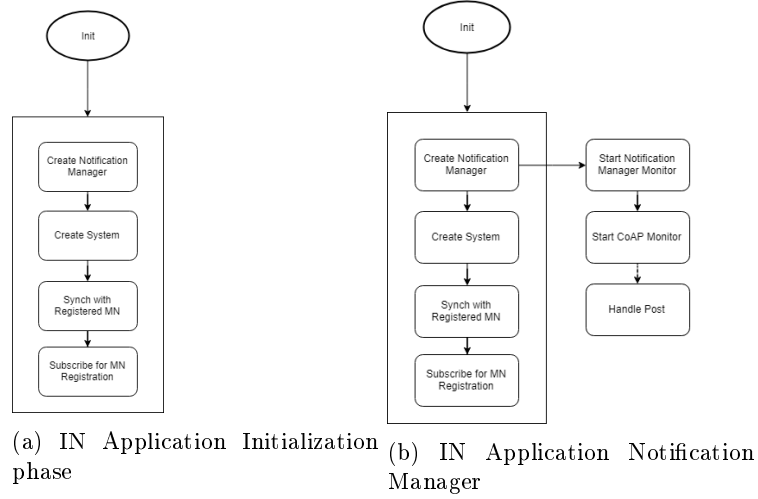 Init
Create Notification
Manager
Create System
Synch with
Registered MN
Subscribe for MN
Registration
(a) IN Application Initialization
phase
Init
Create Notification
Manager
Create System
Synch with
Registered MN
Subscribe for MN
Registration
Start Notification
Manager Monitor
Start CoAP Monitor
Handle Post
(b) IN Application Notification
Manager